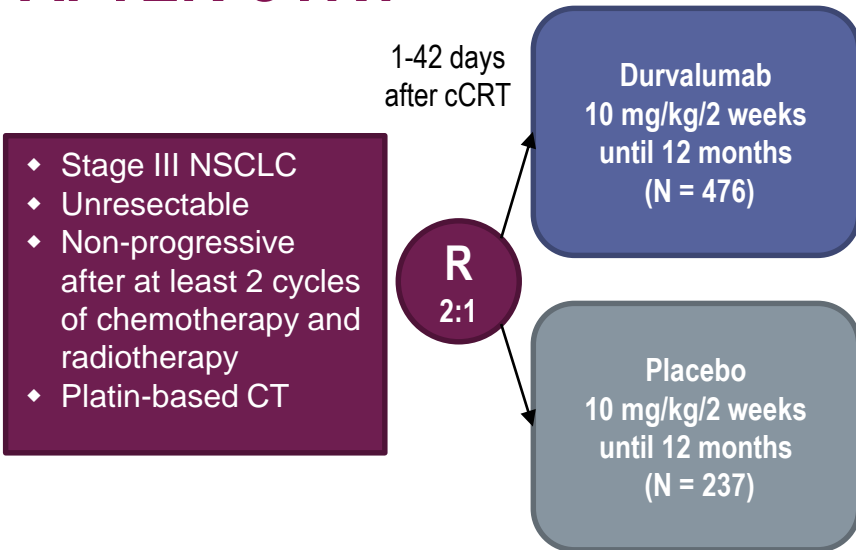 1-42 days
after cCRT
◆ Stage III NSCLC
◆ Unresectable
◆ Non-progressive
after at least 2 cycles
of chemotherapy and
radiotherapy
◆ Platin-based CT
R
2:1
Durvalumab
10 mg/kg/2 weeks
until 12 months
(N = 476)
Placebo
10 mg/kg/2 weeks
until 12 months
(N = 237)